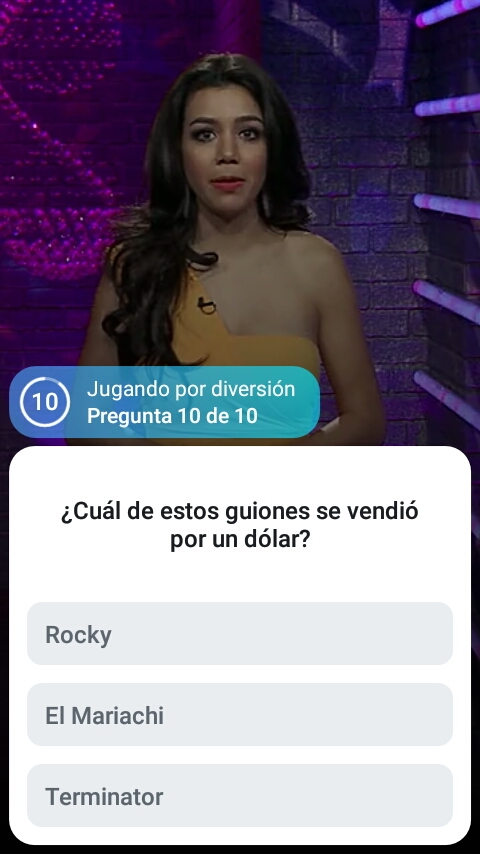 10
Jugando por diversión
Pregunta 10 de 10
¿Cuál de estos guiones se vendió
por un dólar?
Rocky
El Mariachi
Terminator